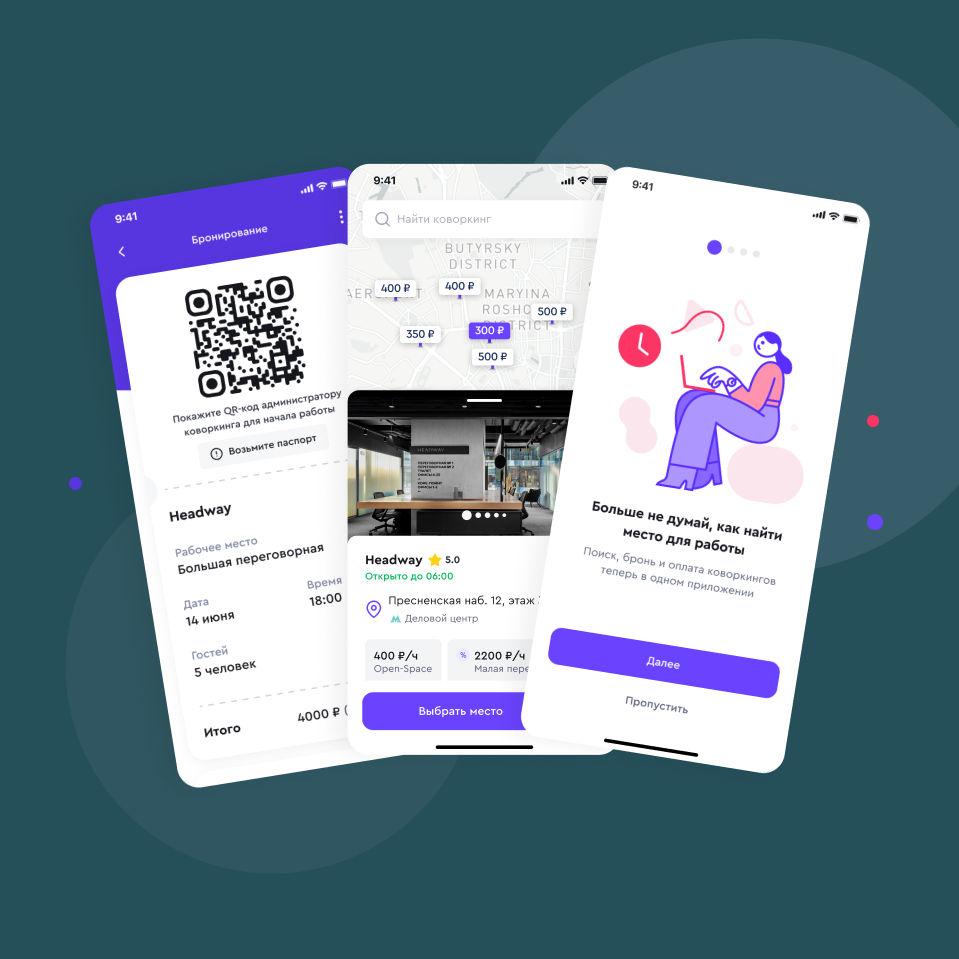 9:41
Бронирование
Покажите QR-код администратору
коворкинга для начала работы
Возьмите паспорт
Headway
Рабочее место
Большая переговорная
Дата
Время
14 июня
18:00
Гостей
5 человек
Итого
4000 ₽ (
9:41
Найти коворкинг
BUTYRSKY
DISTRICT
400 ₽
400 ₽
MARYINA
ROSHC
DISTRICT
500 ₽
350 ₽
300 ₽
500 ₽
HEADWAY
Headway
5.0
Открыто до 06:00
Пресненская наб. 12, этаж
Деловой центр
400 ₽/ч
Open-Space
%
2200 ₽/ч
Малая пере
Выбрать место
9:41
Больше не думай, как найти
место для работы
Поиск, бронь и оплата коворкингов
теперь в одном приложении
Далее
Пропустить